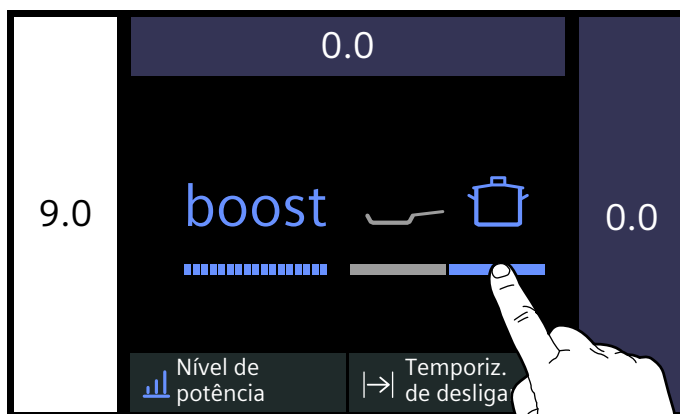 0.0
9.0
boost
0.0
Nível de
potência
Temporiz.
de desliga